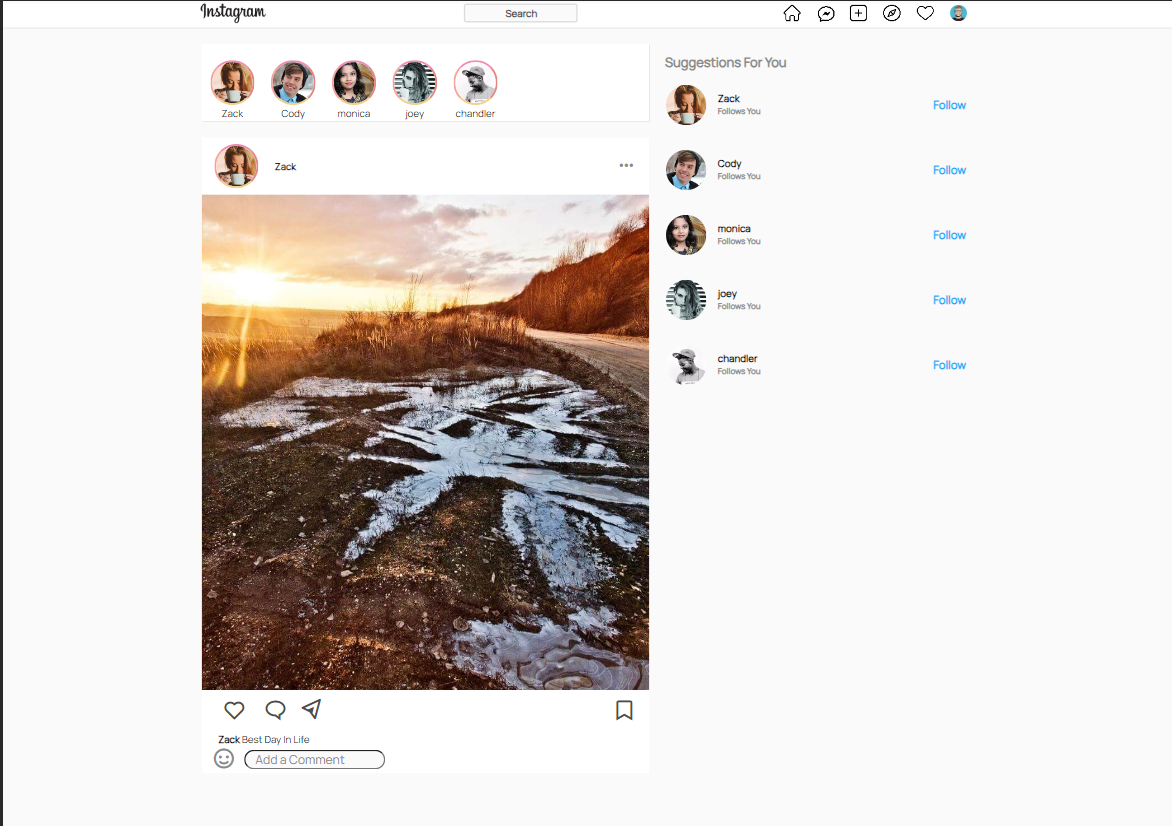 Instagram
Search
Zack
Cody
monica
joey
chandler
Zack
Zack Best Day In Life
Add a Comment
Suggestions For You
Zack
Follows You
Follow
Cody
Follows You
Follow
monica
Follows You
Follow
joey
Follows You
Follow
chandler
Follows You
Follow